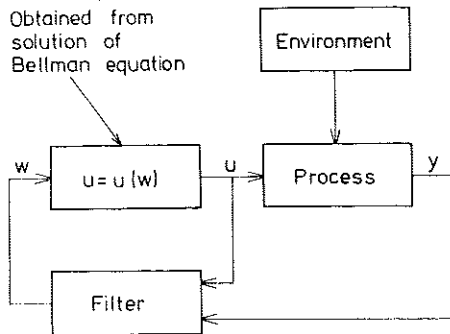 Obtained from
solution of
Bellman equation
Environment
w
u = u (w)
u
Process
y
Filter